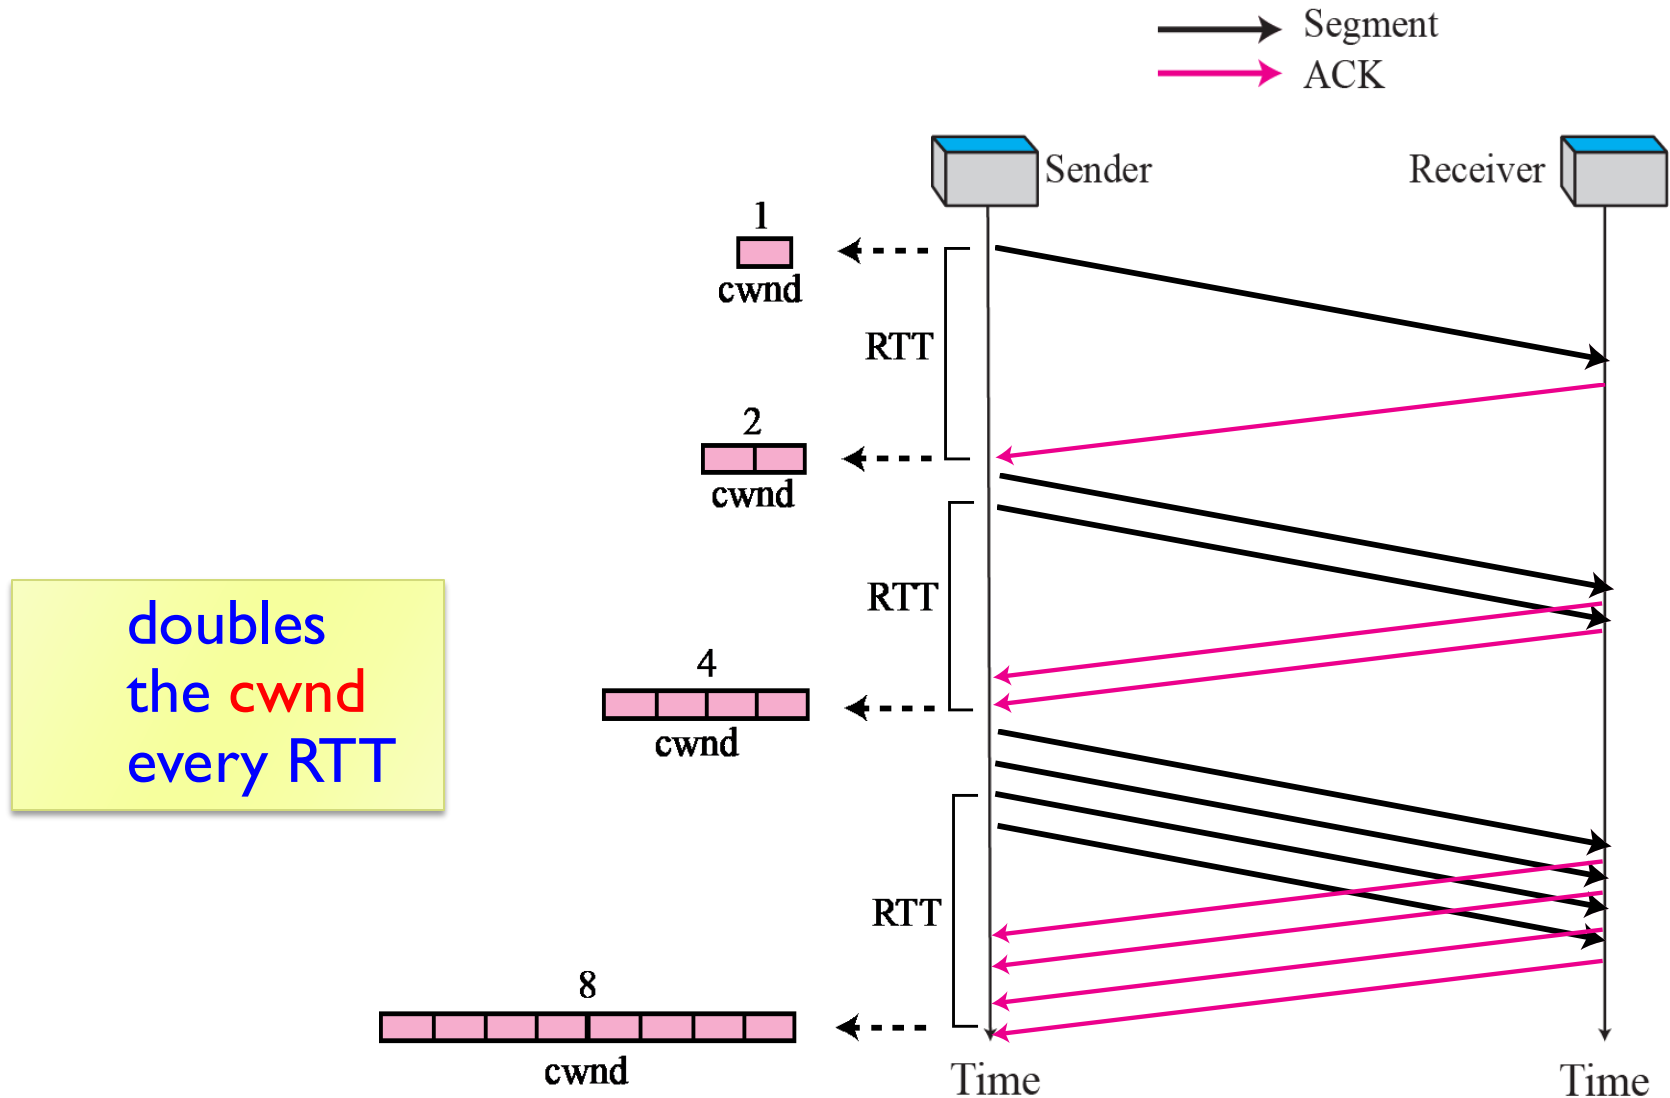 Segment
ACK
Sender
Receiver
1
cwnd
RTT
2
cwnd
RTT
doubles
the cwnd
every RTT
4
cwnd
RTT
8
cwnd
Time
Time